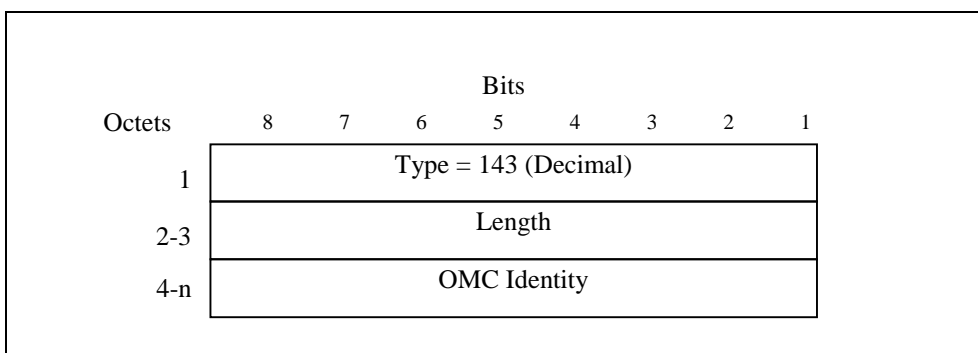 Bits
Octets 8 7 6 5 4 3 2 1
1 Type = 143 (Decimal)
2-3 Length
4-n OMC Identity